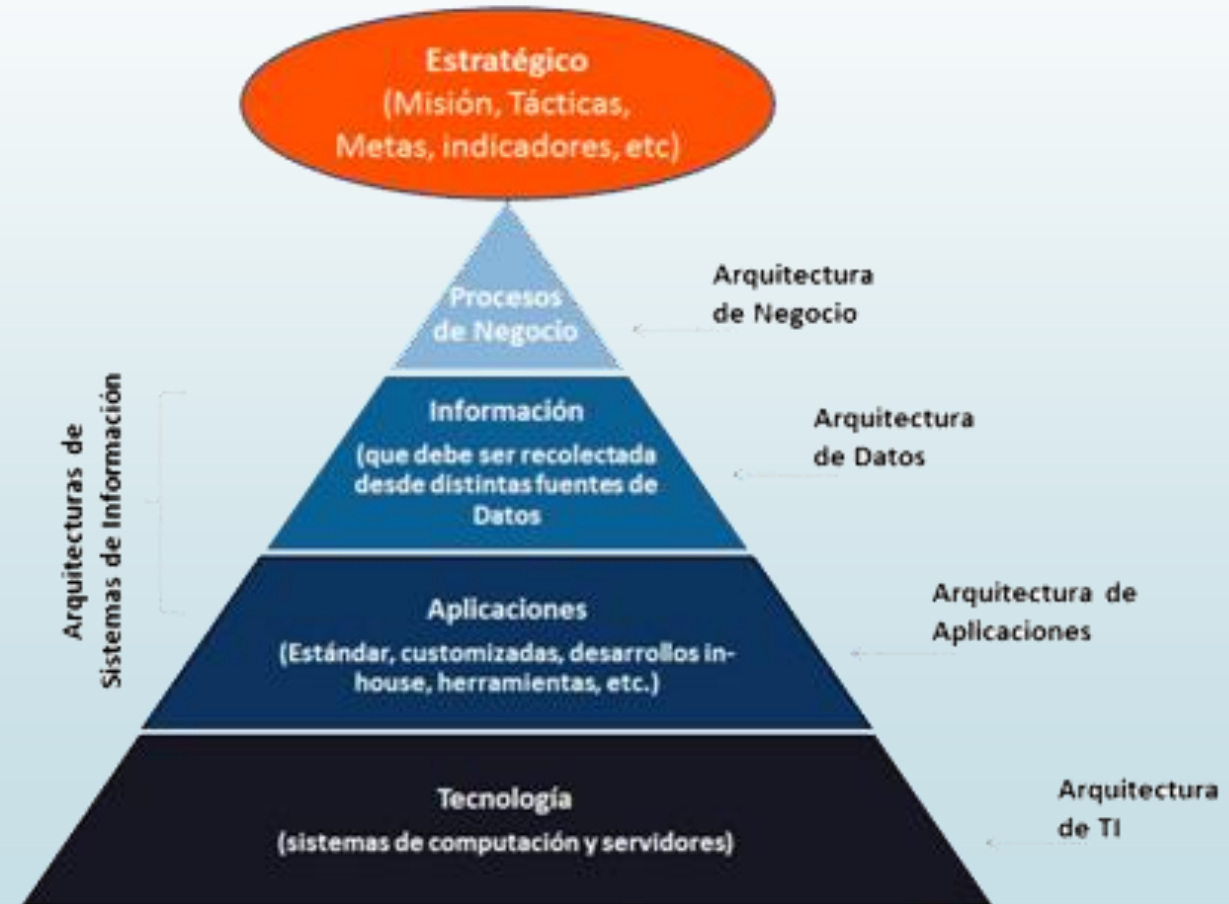 Estratégico
(Misión, Tácticas,
Metas, indicadores, etc)
Procesos
de Negocio
Arquitectura
de Negocio
Información
(que debe ser recolectada
desde distintas fuentes de
Datos
Arquitectura
de Datos
Arquitecturas de
Sistemas de Información
Aplicaciones
(Estándar, customizadas, desarrollos in-
house, herramientas, etc.)
Arquitectura de
Aplicaciones
Tecnología
(sistemas de computación y servidores)
Arquitectura
de TI